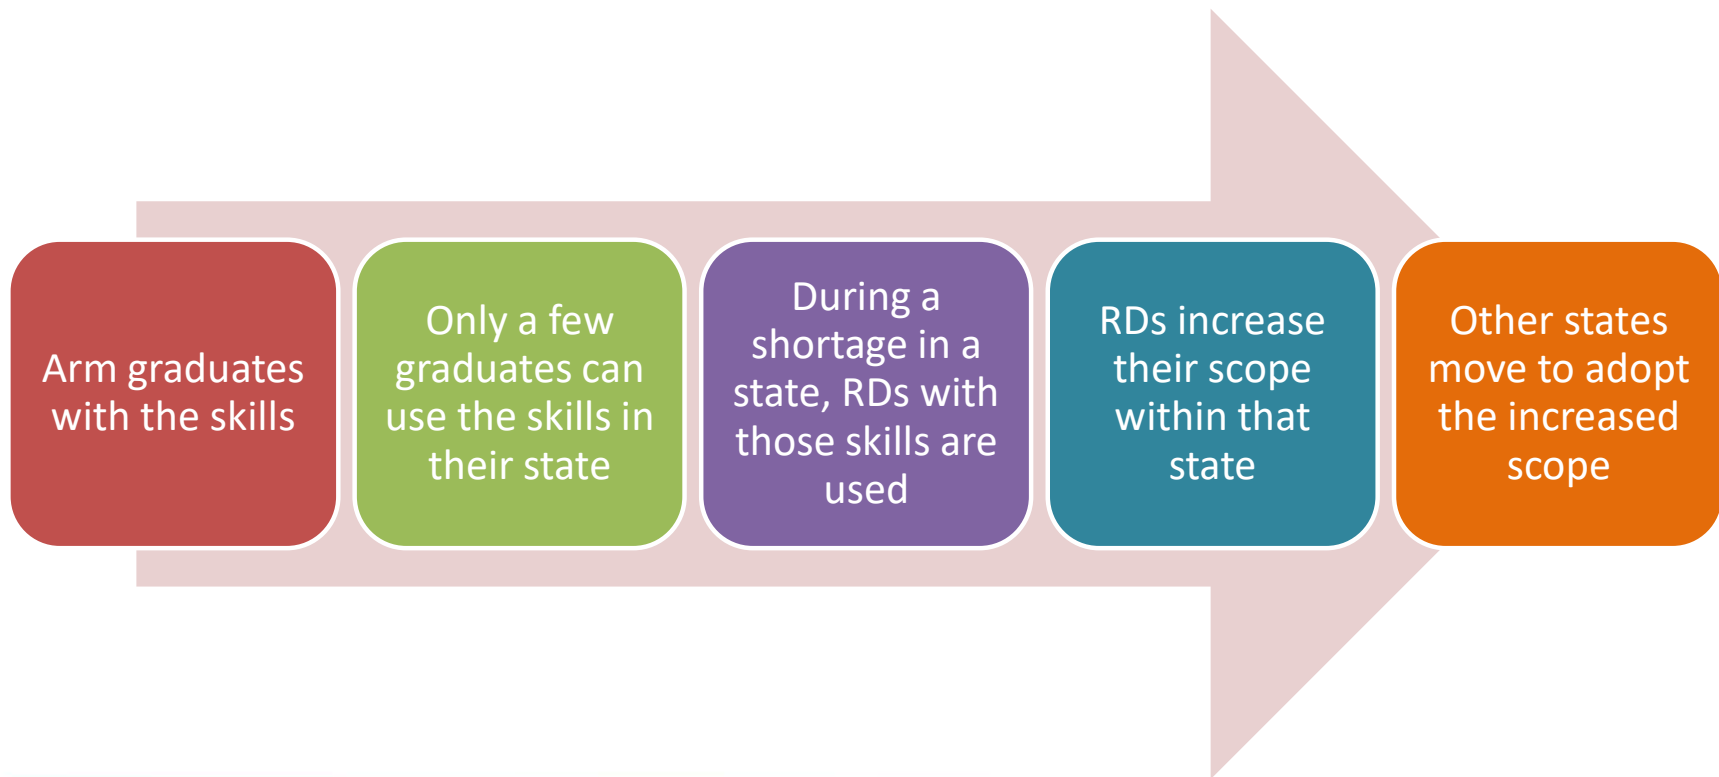 Arm graduates
with the skills
Only a few
graduates can
use the skills in
their state
During a
shortage in a
state, RDs with
those skills are
used
RDs increase
their scope
within that
state
Other states
move to adopt
the increased
scope